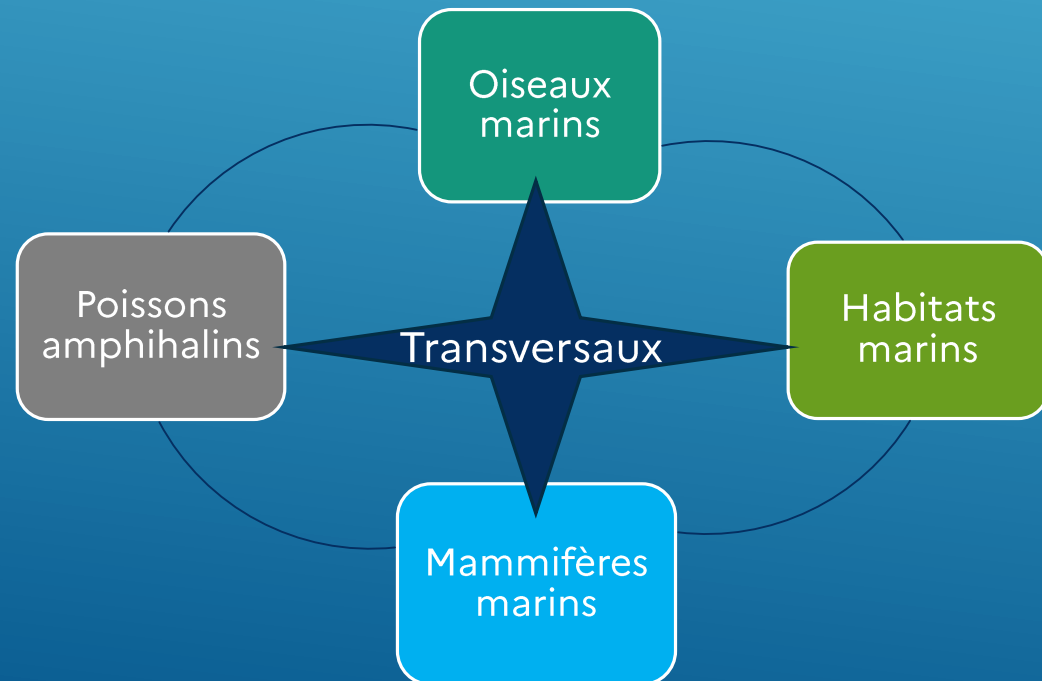 Oiseaux
marins
Poissons
amphihalins
Transversaux
Habitats
marins
Mammifères
marins